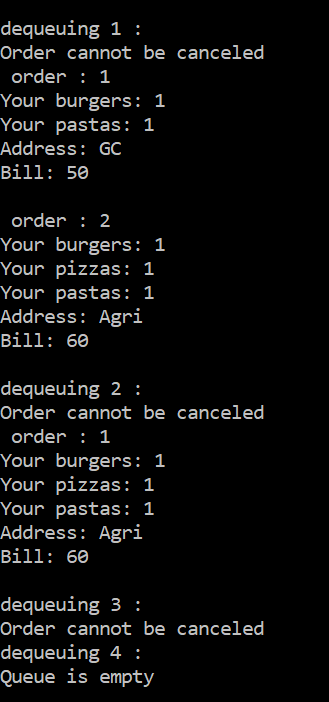 dequeuing 1 :
Order cannot be canceled
 order : 1
Your burgers: 1
Your pastas: 1
Address: GC
Bill: 50

 order : 2
Your burgers: 1
Your pizzas: 1
Your pastas: 1
Address: Agri
Bill: 60

dequeuing 2 :
Order cannot be canceled
 order : 1
Your burgers: 1
Your pizzas: 1
Your pastas: 1
Address: Agri
Bill: 60

dequeuing 3 :
Order cannot be canceled
dequeuing 4 :
Queue is empty